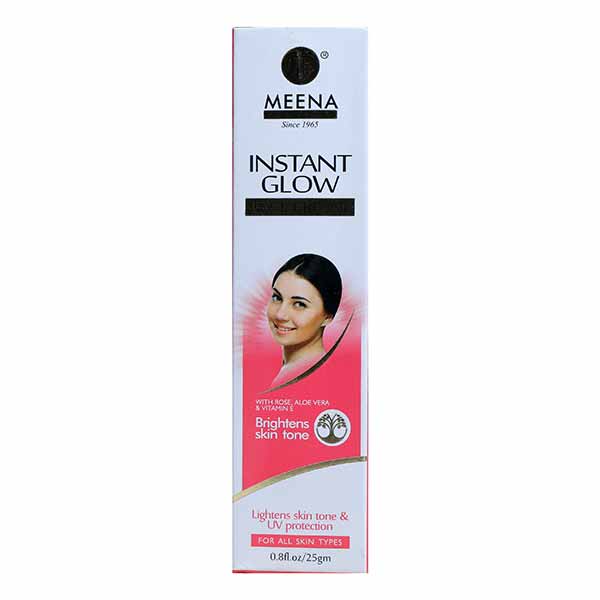 ®
MEENA
Since 1965
INSTANT
GLOW
WITH ROSE, ALOE VERA
& VITAMIN E
Brightens
skin tone
Lightens skin tone &
UV protection
FOR ALL SKIN TYPES
0.8fl.oz/25gm